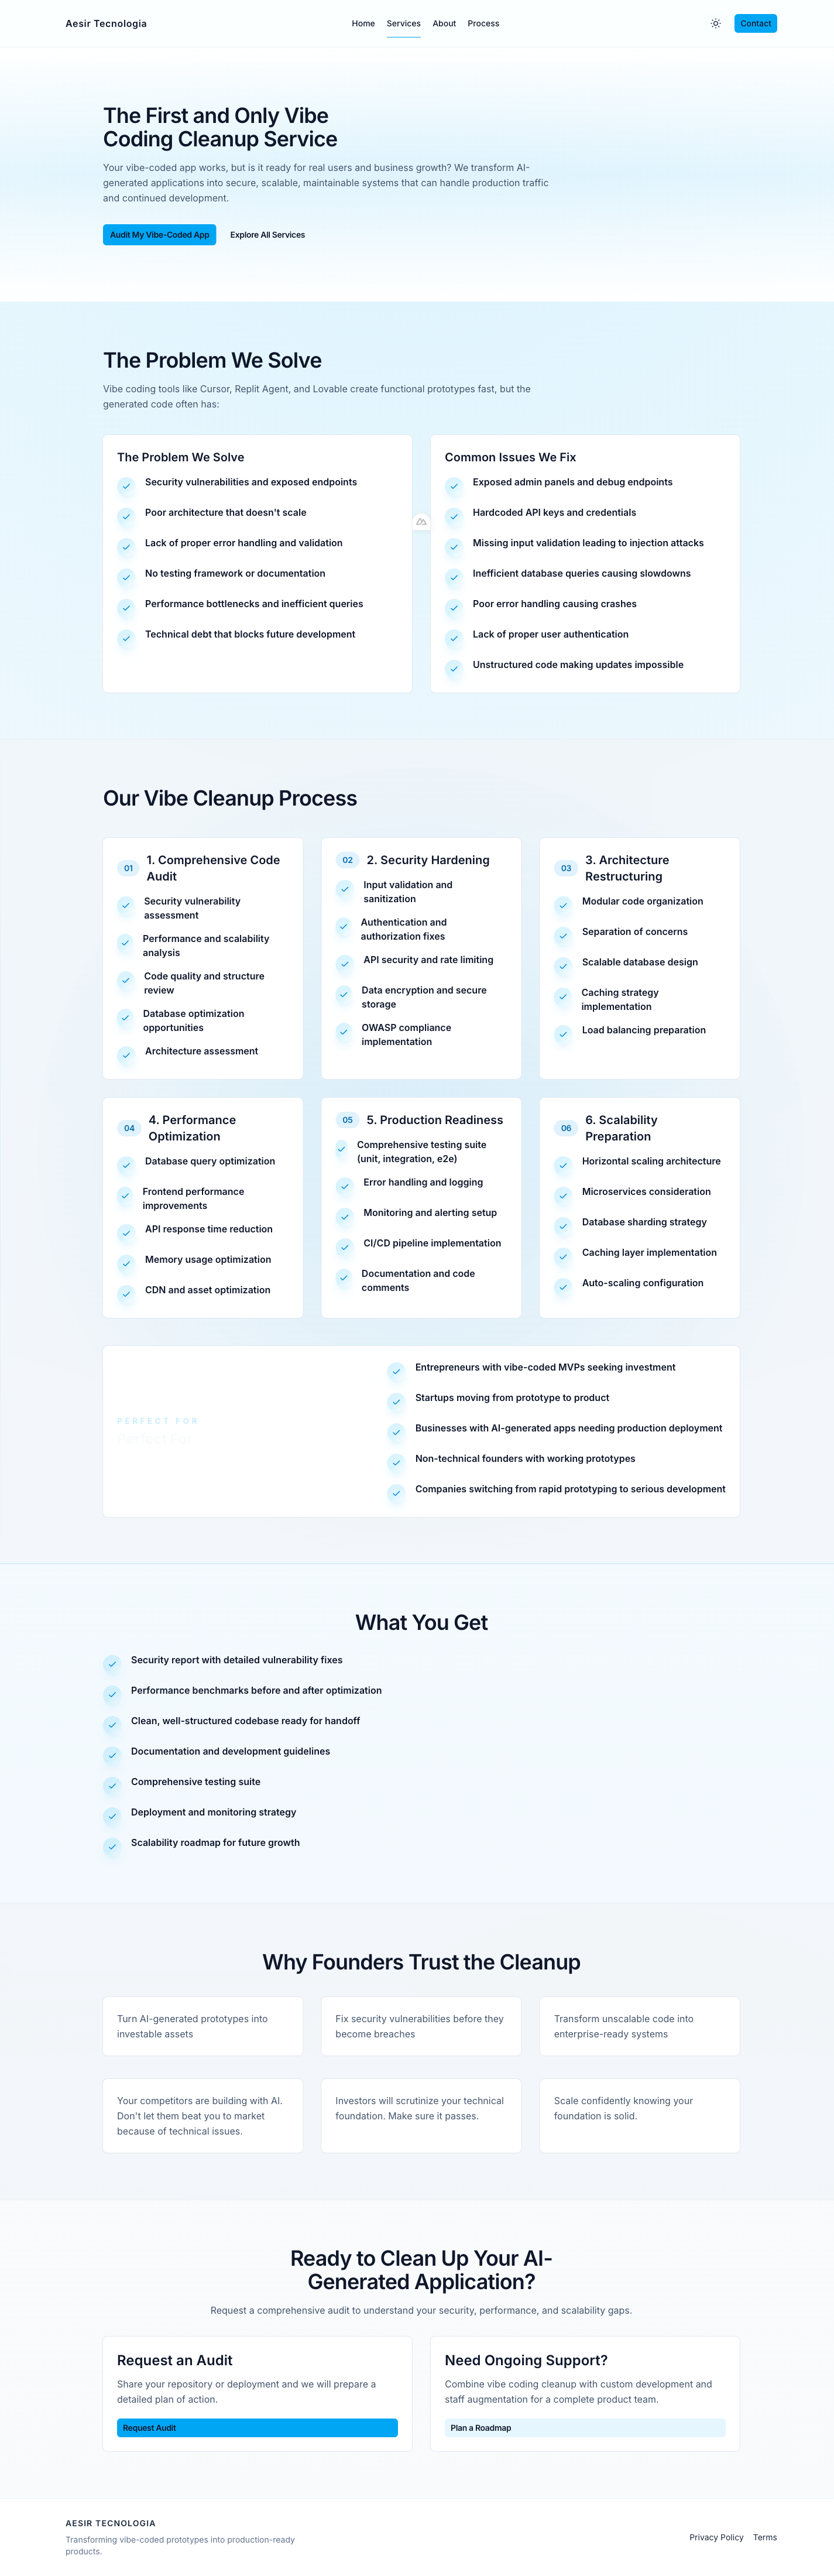 Aesir Tecnologia
Home Services About Process
Contact
The First and Only Vibe
Coding Cleanup Service
Your vibe-coded app works, but is it ready for real users and business growth? We transform AI-
generated applications into secure, scalable, maintainable systems that can handle production traffic
and continued development.
Audit My Vibe-Coded App
Explore All Services
The Problem We Solve
Vibe coding tools like Cursor, Replit Agent, and Lovable create functional prototypes fast, but the
generated code often has:
The Problem We Solve
Security vulnerabilities and exposed endpoints
Poor architecture that doesn't scale
Lack of proper error handling and validation
No testing framework or documentation
Performance bottlenecks and inefficient queries
Technical debt that blocks future development
Common Issues We Fix
Exposed admin panels and debug endpoints
Hardcoded API keys and credentials
Missing input validation leading to injection attacks
Inefficient database queries causing slowdowns
Poor error handling causing crashes
Lack of proper user authentication
Unstructured code making updates impossible
Our Vibe Cleanup Process
01
1. Comprehensive Code
Audit
Security vulnerability
assessment
Performance and scalability
analysis
Code quality and structure
review
Database optimization
opportunities
Architecture assessment
02
2. Security Hardening
Input validation and
sanitization
Authentication and
authorization fixes
API security and rate limiting
Data encryption and secure
storage
OWASP compliance
implementation
03
3. Architecture
Restructuring
Modular code organization
Separation of concerns
Scalable database design
Caching strategy
implementation
Load balancing preparation
04
4. Performance
Optimization
Database query optimization
Frontend performance
improvements
API response time reduction
Memory usage optimization
CDN and asset optimization
05
5. Production Readiness
Comprehensive testing suite
(unit, integration, e2e)
Error handling and logging
Monitoring and alerting setup
CI/CD pipeline implementation
Documentation and code
comments
06
6. Scalability
Preparation
Horizontal scaling architecture
Microservices consideration
Database sharding strategy
Caching layer implementation
Auto-scaling configuration
PERFECT FOR
Perfect For
Entrepreneurs with vibe-coded MVPs seeking investment
Startups moving from prototype to product
Businesses with AI-generated apps needing production deployment
Non-technical founders with working prototypes
Companies switching from rapid prototyping to serious development
What You Get
Security report with detailed vulnerability fixes
Performance benchmarks before and after optimization
Clean, well-structured codebase ready for handoff
Documentation and development guidelines
Comprehensive testing suite
Deployment and monitoring strategy
Scalability roadmap for future growth
Why Founders Trust the Cleanup
Turn AI-generated prototypes into
investable assets
Fix security vulnerabilities before they
become breaches
Transform unscalable code into
enterprise-ready systems
Your competitors are building with AI.
Don't let them beat you to market
because of technical issues.
Investors will scrutinize your technical
foundation. Make sure it passes.
Scale confidently knowing your
foundation is solid.
Ready to Clean Up Your AI-
Generated Application?
Request a comprehensive audit to understand your security, performance, and scalability gaps.
Request an Audit
Share your repository or deployment and we will prepare a
detailed plan of action.
Request Audit
Need Ongoing Support?
Combine vibe coding cleanup with custom development and
staff augmentation for a complete product team.
Plan a Roadmap
AESIR TECNOLOGIA
Transforming vibe-coded prototypes into production-ready
products.
Privacy Policy Terms